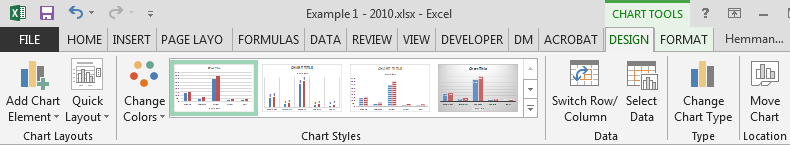 Example 1 - 2010.xlsx - Excel
CHART TOOLS
FILE HOME INSERT PAGE LAYO FORMULAS DATA REVIEW VIEW DEVELOPER DM ACROBAT DESIGN FORMAT Hemman...
Add Chart Element
Quick Layout
Change Colors
Switch Row/ Column
Select Data
Change Chart Type
Move Chart
Chart Layouts
Chart Styles
Data
Type
Location